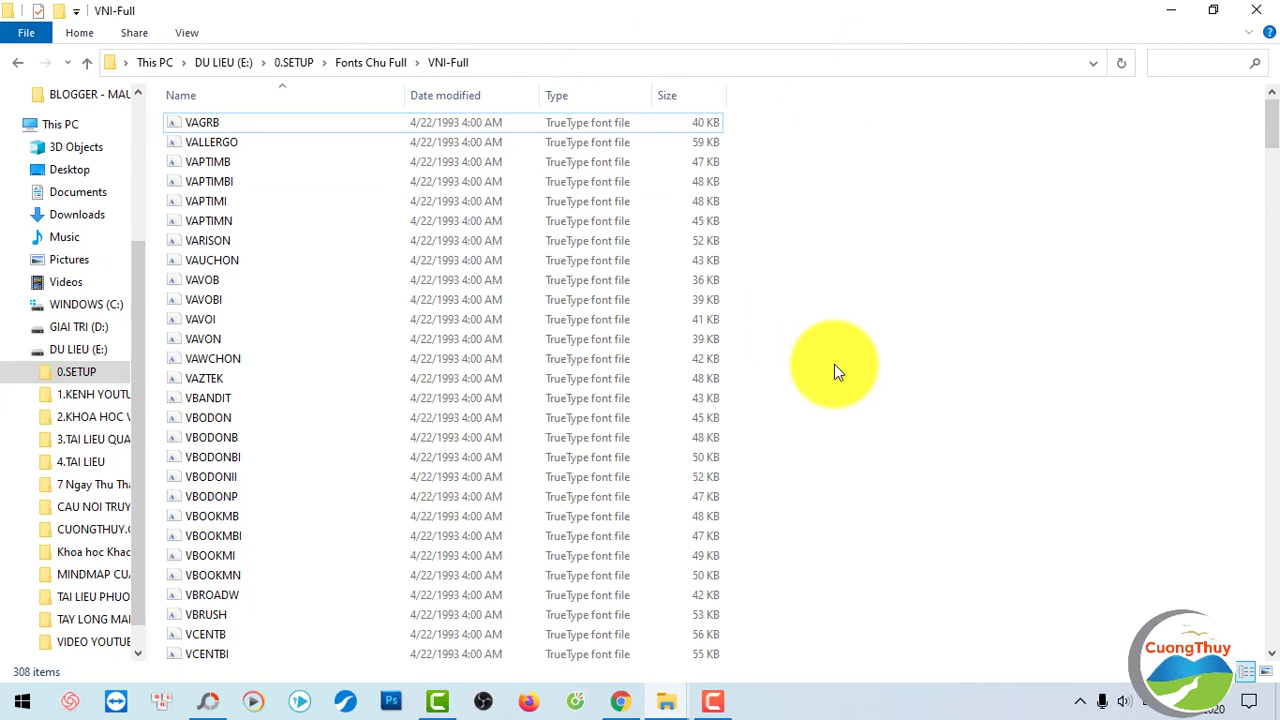 VNI-Full
File Home Share View
This PC > DU LIEU (E:) > 0.SETUP > Fonts Chu Full > VNI-Full
Name Date modified Type Size
BLOGGER - MAU
This PC
3D Objects
Desktop
Documents
Downloads
Music
Pictures
Videos
WINDOWS (C:)
GIAI TRI (D:)
DU LIEU (E:)
0.SETUP
1.KENH YOUTU
2.KHOA HOC V
3.TAI LIEU QUA
4.TAI LIEU
7 Ngay Thu Tha
CAU NOI TRUY
CUONGTHUY.C
Khoa hoc Khac
MINDMAP CUA
TAI LIEU PHUO
TAY LONG MAI
VIDEO YOUTUBE
VAGRB 4/22/1993 4:00 AM TrueType font file 40 KB
VALLERGO 4/22/1993 4:00 AM TrueType font file 59 KB
VAPTIMB 4/22/1993 4:00 AM TrueType font file 47 KB
VAPTIMBI 4/22/1993 4:00 AM TrueType font file 48 KB
VAPTIMI 4/22/1993 4:00 AM TrueType font file 48 KB
VAPTIMN 4/22/1993 4:00 AM TrueType font file 45 KB
VARISON 4/22/1993 4:00 AM TrueType font file 52 KB
VAUCHON 4/22/1993 4:00 AM TrueType font file 43 KB
VAVOB 4/22/1993 4:00 AM TrueType font file 36 KB
VAVOBI 4/22/1993 4:00 AM TrueType font file 39 KB
VAVOI 4/22/1993 4:00 AM TrueType font file 41 KB
VAVON 4/22/1993 4:00 AM TrueType font file 39 KB
VAWCHON 4/22/1993 4:00 AM TrueType font file 42 KB
VAZTEK 4/22/1993 4:00 AM TrueType font file 48 KB
VBANDIT 4/22/1993 4:00 AM TrueType font file 43 KB
VBODON 4/22/1993 4:00 AM TrueType font file 45 KB
VBODONB 4/22/1993 4:00 AM TrueType font file 48 KB
VBODONBI 4/22/1993 4:00 AM TrueType font file 50 KB
VBODONII 4/22/1993 4:00 AM TrueType font file 52 KB
VBODONP 4/22/1993 4:00 AM TrueType font file 47 KB
VBOOKMB 4/22/1993 4:00 AM TrueType font file 48 KB
VBOOKMBI 4/22/1993 4:00 AM TrueType font file 47 KB
VBOOKMI 4/22/1993 4:00 AM TrueType font file 49 KB
VBOOKMN 4/22/1993 4:00 AM TrueType font file 50 KB
VBROADW 4/22/1993 4:00 AM TrueType font file 42 KB
VBRUSH 4/22/1993 4:00 AM TrueType font file 53 KB
VCENTB 4/22/1993 4:00 AM TrueType font file 56 KB
VCENTBI 4/22/1993 4:00 AM TrueType font file 55 KB
308 items
CuongThuy